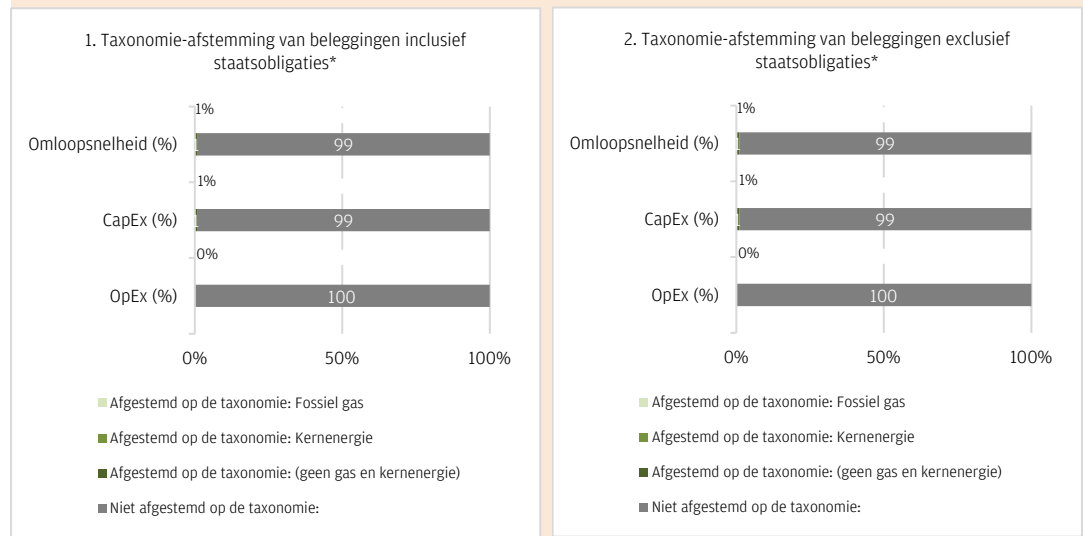 1. Taxonomie-afstemming van beleggingen inclusief
staatsobligaties*
1%
Omloopsnelheid (%)
1
99
1%
CapEx (%)
1
99
0%
OpEx (%)
100
0%
50%
100%
Afgestemd op de taxonomie: Fossiel gas
Afgestemd op de taxonomie: Kernenergie
Afgestemd op de taxonomie: (geen gas en kernenergie)
Niet afgestemd op de taxonomie:
2. Taxonomie-afstemming van beleggingen exclusief
staatsobligaties*
1%
Omloopsnelheid (%)
1
99
1%
CapEx (%)
1
99
0%
OpEx (%)
100
0%
50%
100%
Afgestemd op de taxonomie: Fossiel gas
Afgestemd op de taxonomie: Kernenergie
Afgestemd op de taxonomie: (geen gas en kernenergie)
Niet afgestemd op de taxonomie: